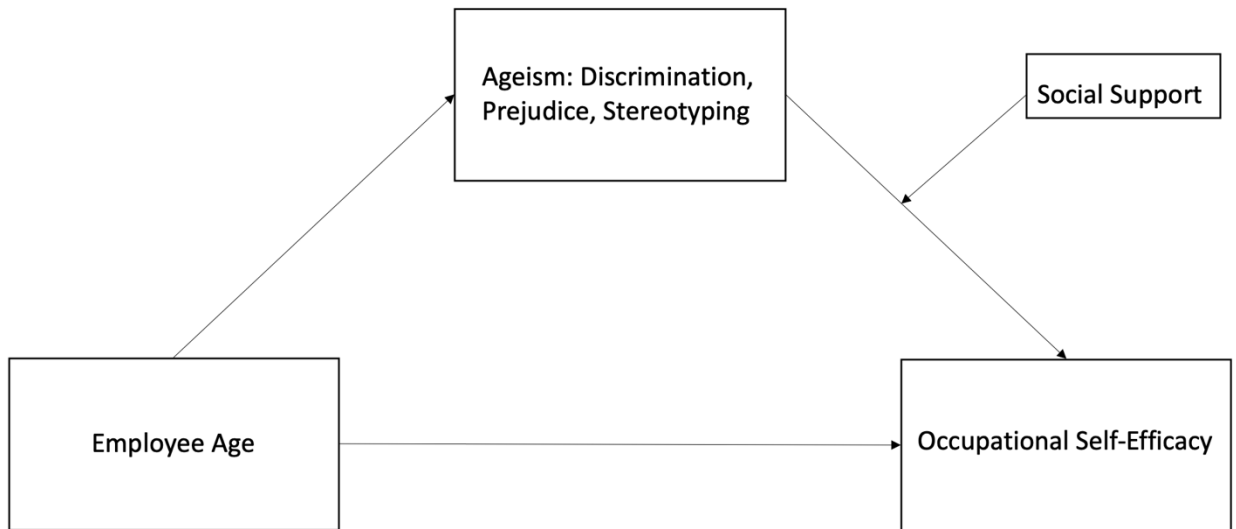 Ageism: Discrimination,
Prejudice, Stereotyping
Social Support
Employee Age
Occupational Self-Efficacy